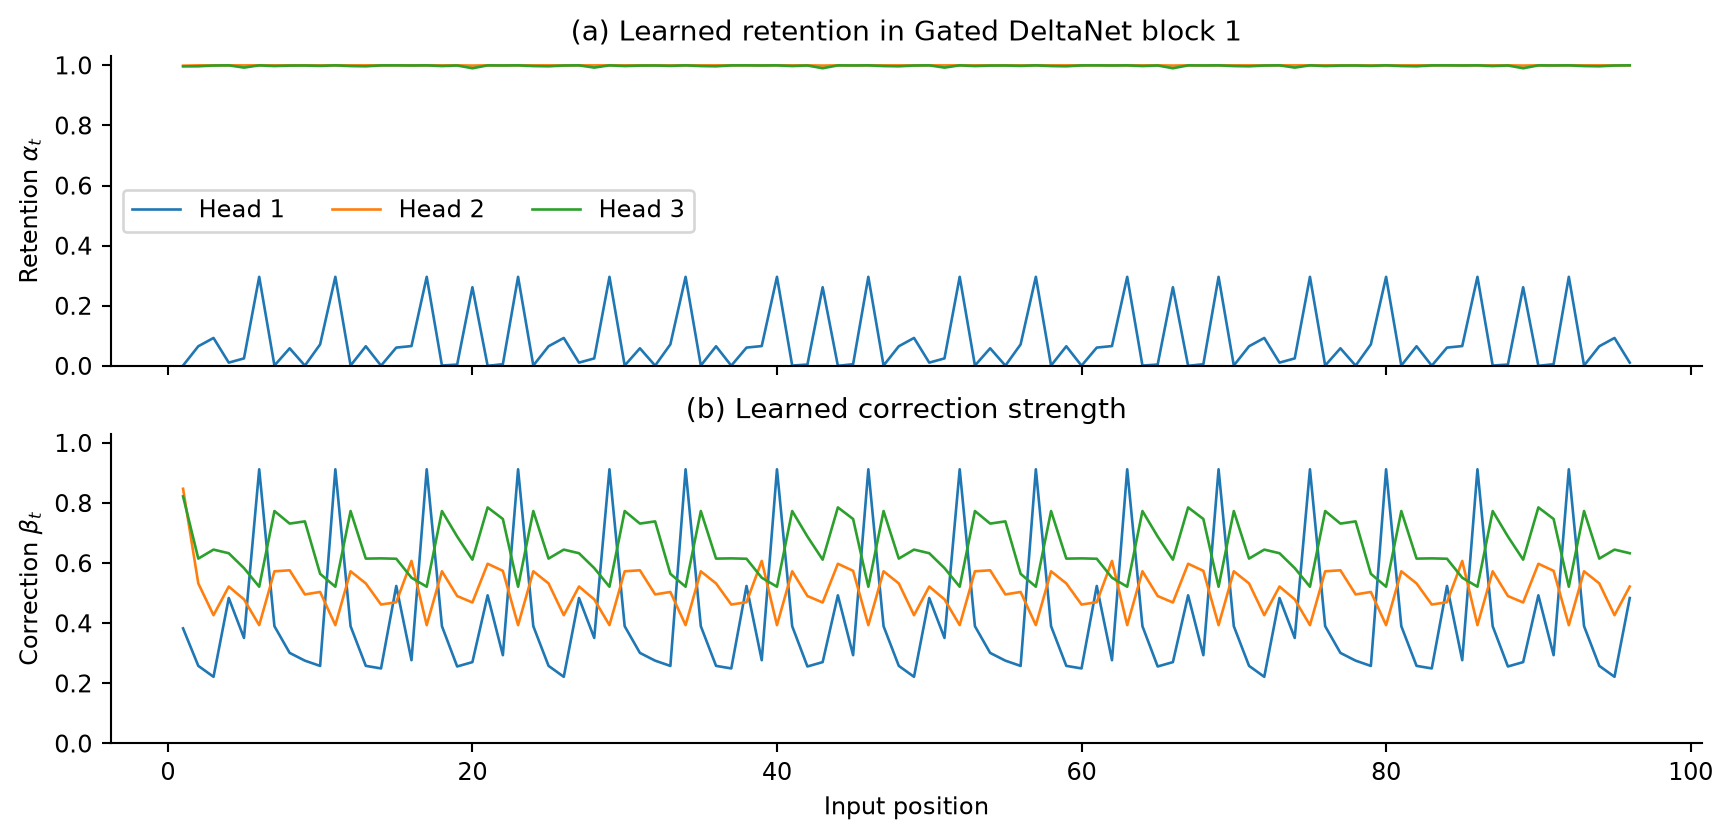 (a) Learned retention in Gated DeltaNet block 1
Retention αₜ
1.0
0.8
0.6
0.4
0.2
0.0
Head 1 Head 2 Head 3
(b) Learned correction strength
Correction βₜ
1.0
0.8
0.6
0.4
0.2
0.0
0 20 40 60 80 100
Input position